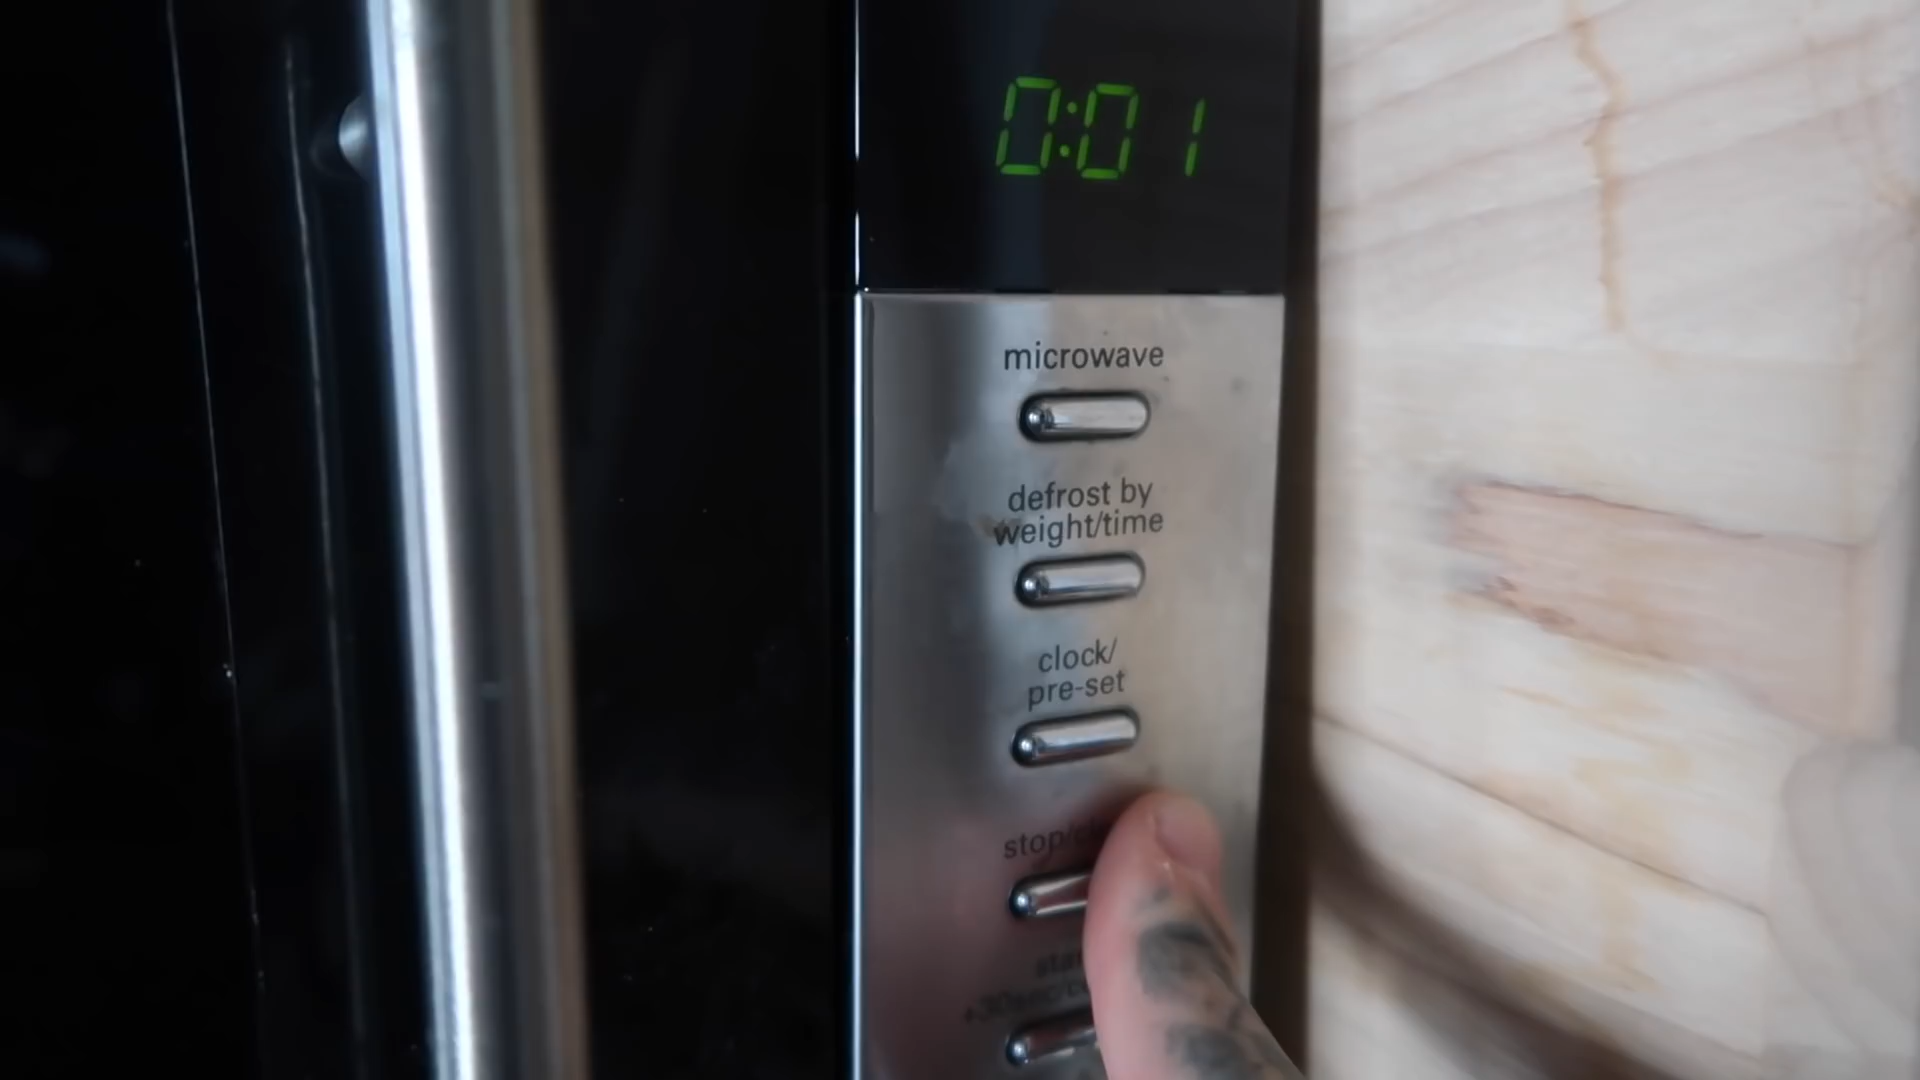 0:01
microwave
defrost by
weight/time
clock/
pre-set